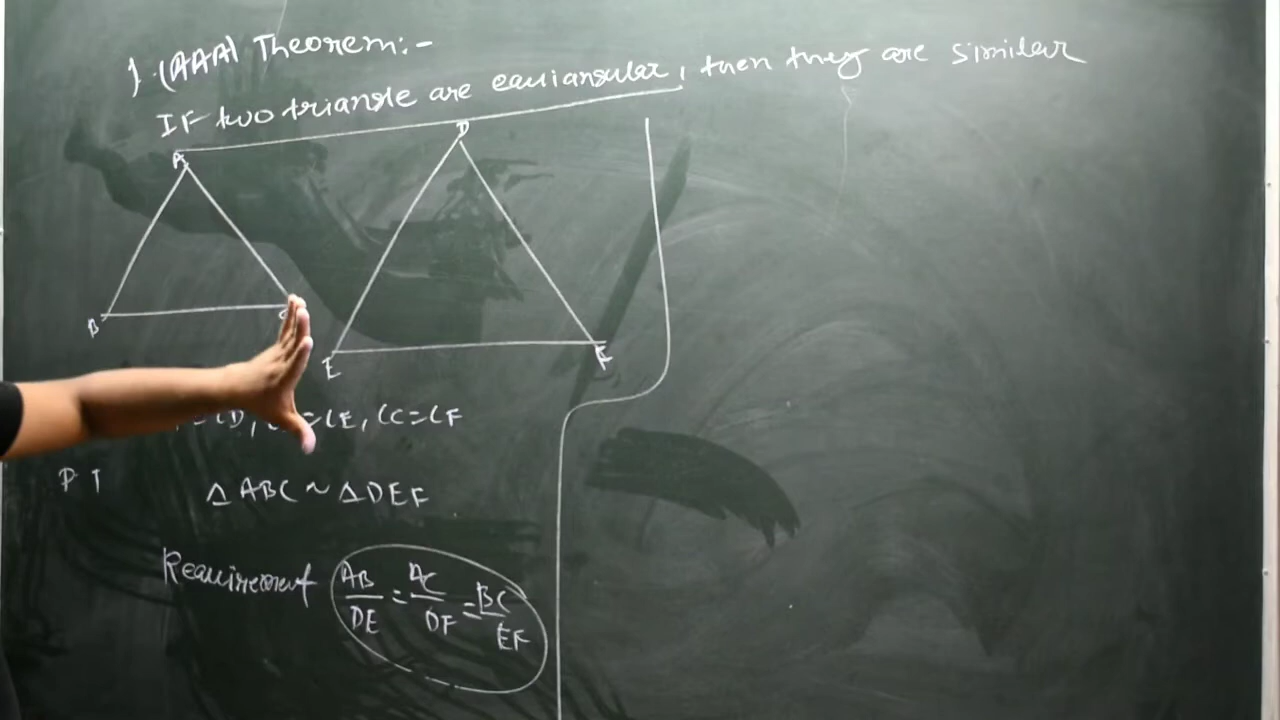 1. (AAA) Theorem:-
If two triangle are equiangular, then they are similar
A D
B C
E F
=∠D, =∠E, ∠C=∠F
P T △ABC ~ △DEF
Requirement AB/DE = AC/DF = BC/EF